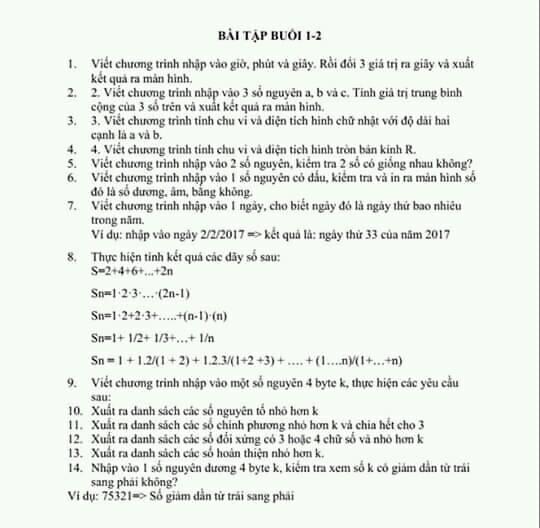 BÀI TẬP BUỔI 1-2
1. Viết chương trình nhập vào giờ, phút và giây. Rồi đổi 3 giá trị ra giây và xuất
kết quả ra màn hình.
2. 2. Viết chương trình nhập vào 3 số nguyên a, b và c. Tính giá trị trung bình
cộng của 3 số trên và xuất kết quả ra màn hình.
3. 3. Viết chương trình tính chu vi và diện tích hình chữ nhật với độ dài hai
cạnh là a và b.
4. 4. Viết chương trình tính chu vi và diện tích hình tròn bán kính R.
5. Viết chương trình nhập vào 2 số nguyên, kiểm tra 2 số có giống nhau không?
6. Viết chương trình nhập vào 1 số nguyên có dấu, kiểm tra và in ra màn hình số
đó là số dương, âm, bằng không.
7. Viết chương trình nhập vào 1 ngày, cho biết ngày đó là ngày thứ bao nhiêu
trong năm.
Ví dụ: nhập vào ngày 2/2/2017 => kết quả là: ngày thứ 33 của năm 2017
8. Thực hiện tính kết quả các dãy số sau:
S=2+4+6+...+2n
Sn=1·2·3·…·(2n-1)
Sn=1·2+2·3+…..+(n-1)·(n)
Sn=1+ 1/2+ 1/3+…+ 1/n
Sn = 1 + 1.2/(1 + 2) + 1.2.3/(1+2 +3) + …. + (1….n)/(1+…+n)
9. Viết chương trình nhập vào một số nguyên 4 byte k, thực hiện các yêu cầu
sau:
10. Xuất ra danh sách các số nguyên tố nhỏ hơn k
11. Xuất ra danh sách các số chính phương nhỏ hơn k và chia hết cho 3
12. Xuất ra danh sách các số đối xứng có 3 hoặc 4 chữ số và nhỏ hơn k
13. Xuất ra danh sách các số hoàn thiện nhỏ hơn k.
14. Nhập vào 1 số nguyên dương 4 byte k, kiểm tra xem số k có giảm dần từ trái
sang phải không?
Ví dụ: 75321=> Số giảm dần từ trái sang phải